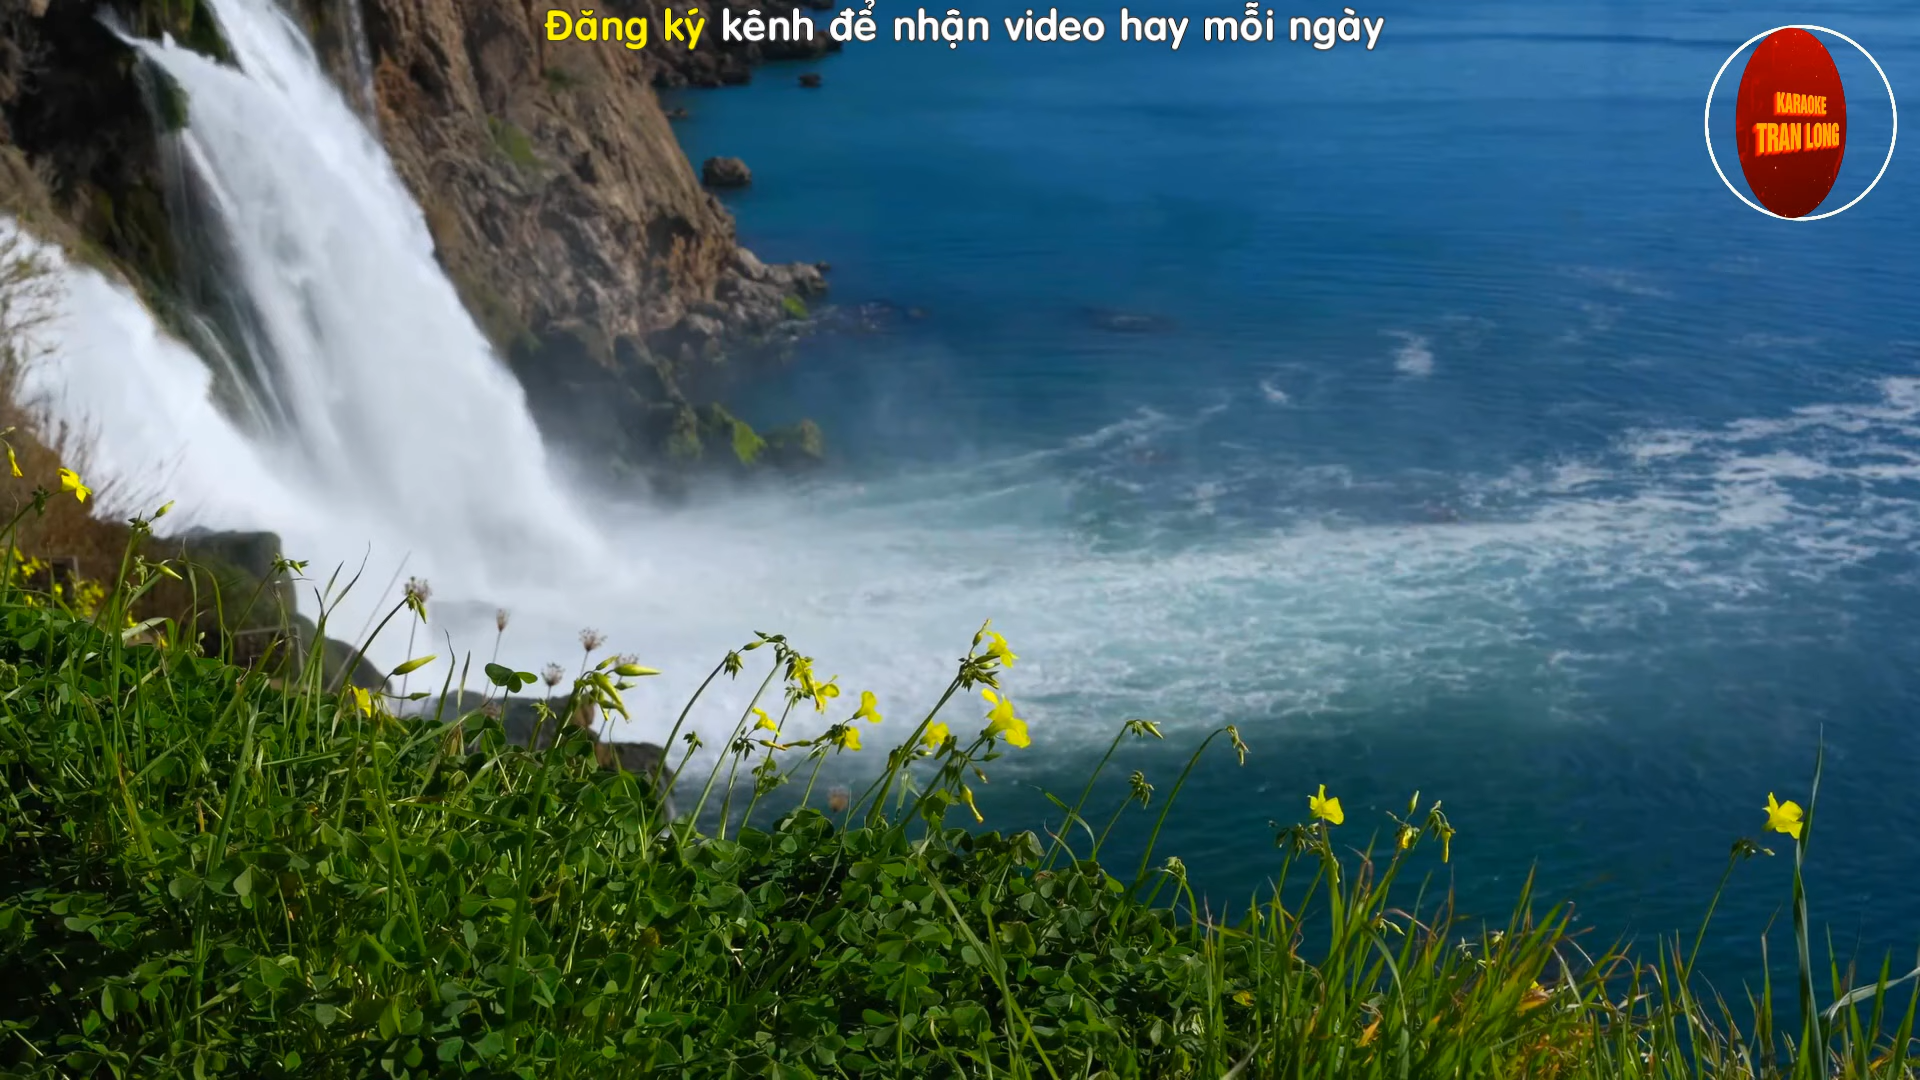 Đăng ký kênh để nhận video hay mỗi ngày
KARAOKE
TRAN LONG